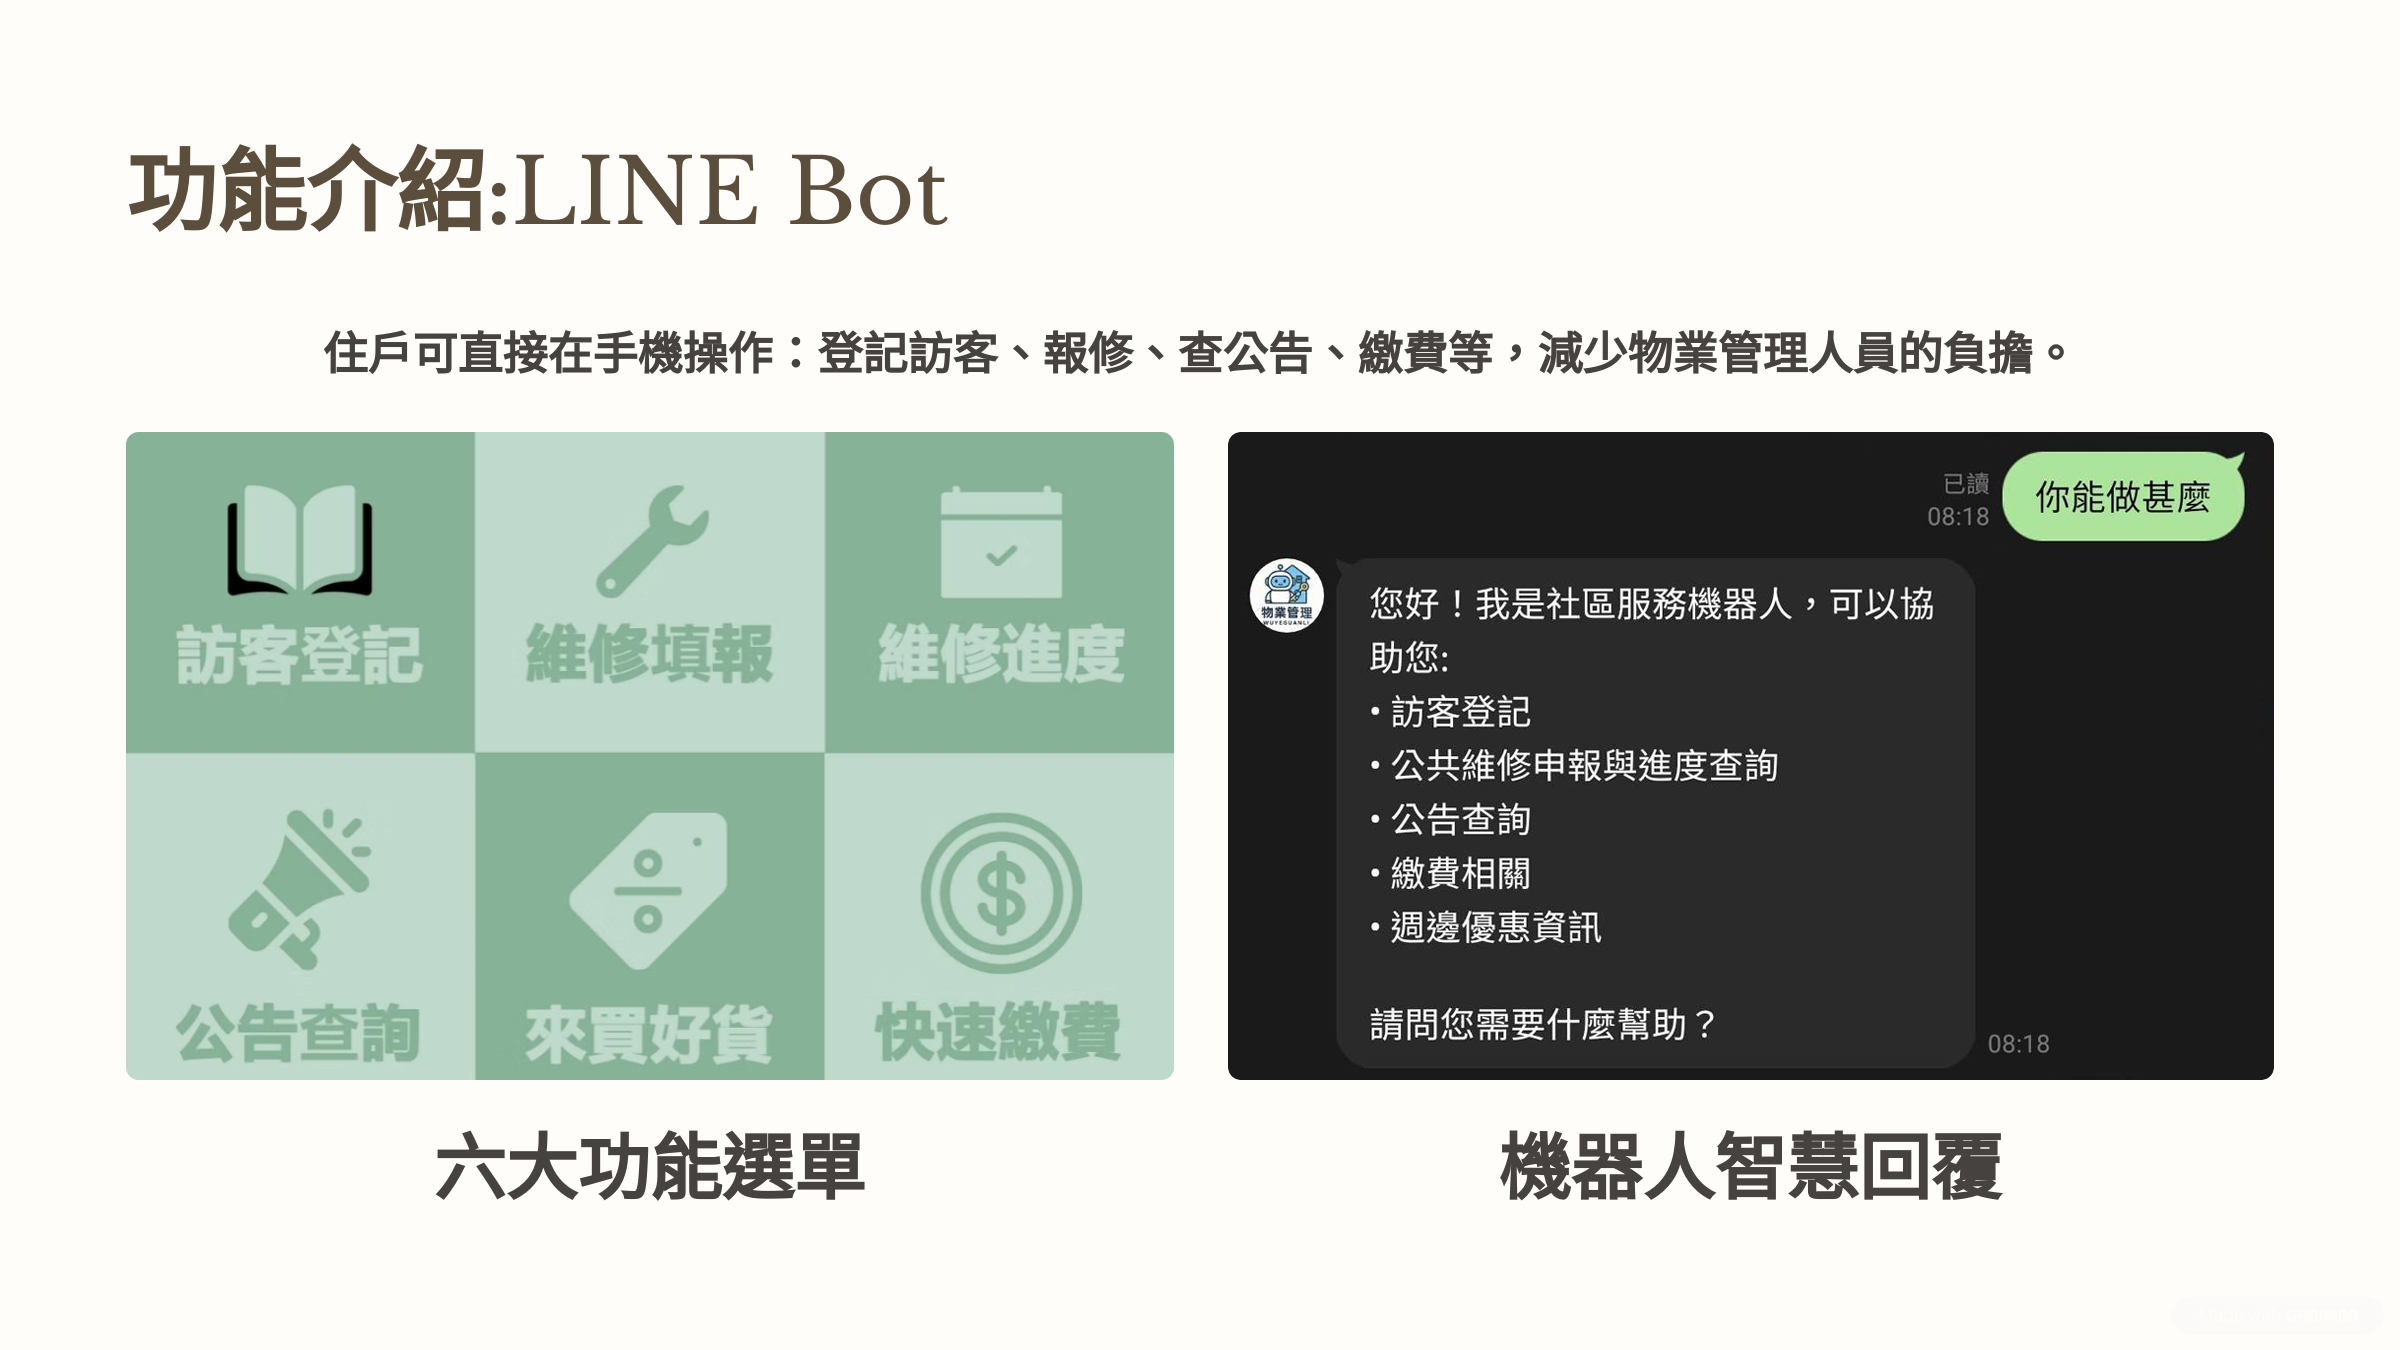 功能介紹:LINE Bot
住戶可直接在手機操作：登記訪客、報修、查公告、繳費等，減少物業管理人員的負擔。
訪客登記
維修填報
維修進度
公告查詢
來買好貨
快速繳費
已讀
08:18
你能做甚麼
物業管理
WUYEGUANLI
您好！我是社區服務機器人，可以協
助您:
• 訪客登記
• 公共維修申報與進度查詢
• 公告查詢
• 繳費相關
• 週邊優惠資訊
請問您需要什麼幫助？
08:18
六大功能選單
機器人智慧回覆